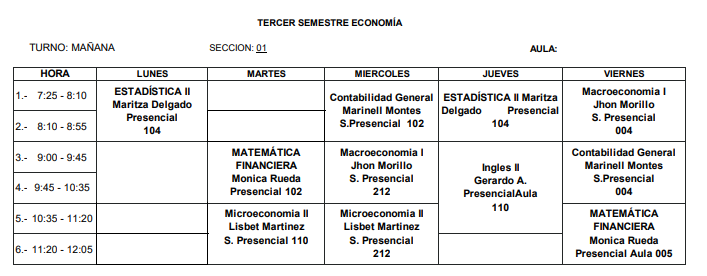 TERCER SEMESTRE ECONOMÍA
TURNO: MAÑANA SECCION: 01 AULA:
HORA LUNES MARTES MIERCOLES JUEVES VIERNES
1.- 7:25 - 8:10
2.- 8:10 - 8:55
ESTADÍSTICA II
Maritza Delgado
Presencial
104
Contabilidad General
Marinell Montes
S.Presencial 102
ESTADÍSTICA II Maritza
Delgado Presencial
104
Macroeconomia I
Jhon Morillo
S. Presencial
004
3.- 9:00 - 9:45
4.- 9:45 - 10:35
MATEMÁTICA
FINANCIERA
Monica Rueda
Presencial 102
Macroeconomia I
Jhon Morillo
S. Presencial
212
Ingles II
Gerardo A.
PresencialAula
110
Contabilidad General
Marinell Montes
S.Presencial
004
5.- 10:35 - 11:20
6.- 11:20 - 12:05
Microeconomia II
Lisbet Martinez
S. Presencial 110
Microeconomia II
Lisbet Martinez
S. Presencial
212
MATEMÁTICA
FINANCIERA
Monica Rueda
Presencial Aula 005